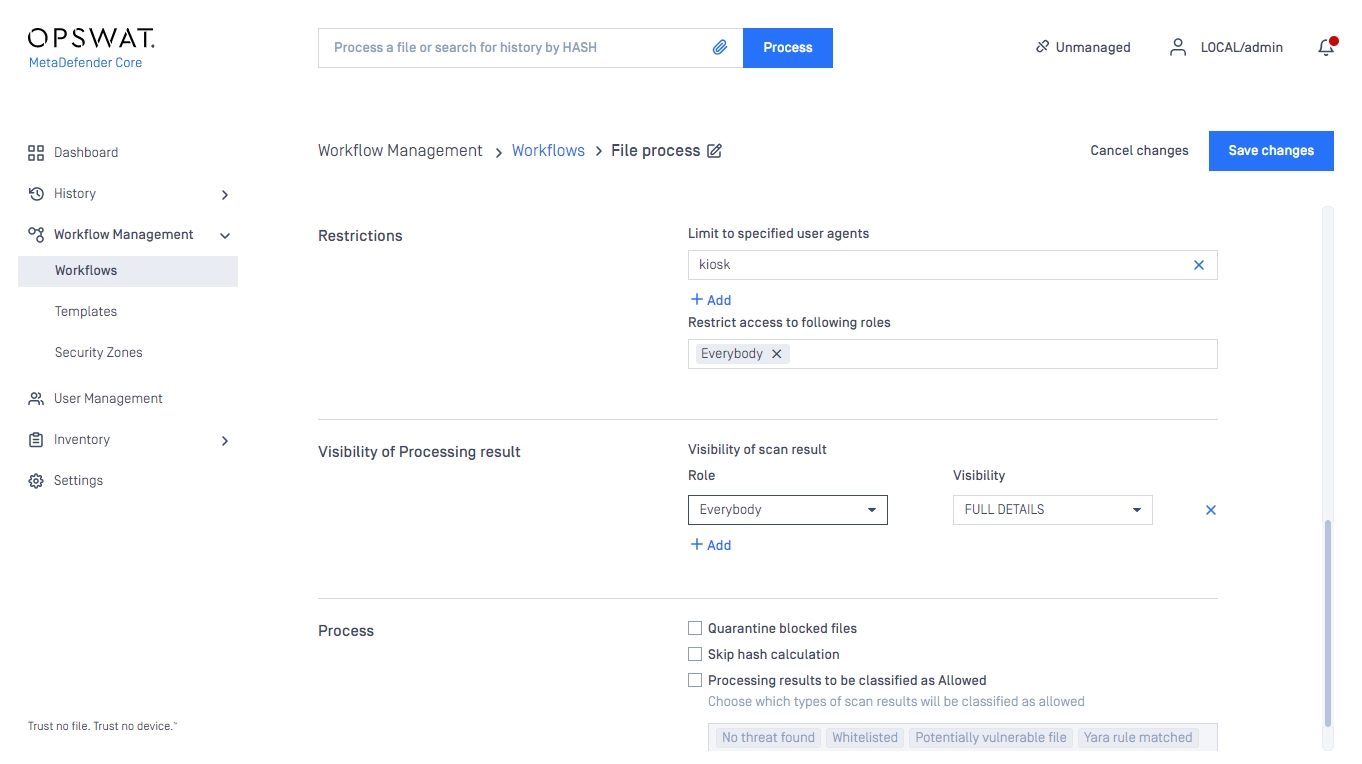 OPSWAT.
MetaDefender Core
Process a file or search for history by HASH
Process
Unmanaged
LOCAL/admin
Dashboard
History
Workflow Management
Workflows
Templates
Security Zones
User Management
Inventory
Settings
Trust no file. Trust no device.™
Workflow Management > Workflows > File process
Cancel changes
Save changes
Restrictions
Limit to specified user agents
kiosk
+ Add
Restrict access to following roles
Everybody
Visibility of Processing result
Visibility of scan result
Role Visibility
Everybody FULL DETAILS
+ Add
Process
Quarantine blocked files
Skip hash calculation
Processing results to be classified as Allowed
Choose which types of scan results will be classified as allowed
No threat found Whitelisted Potentially vulnerable file Yara rule matched